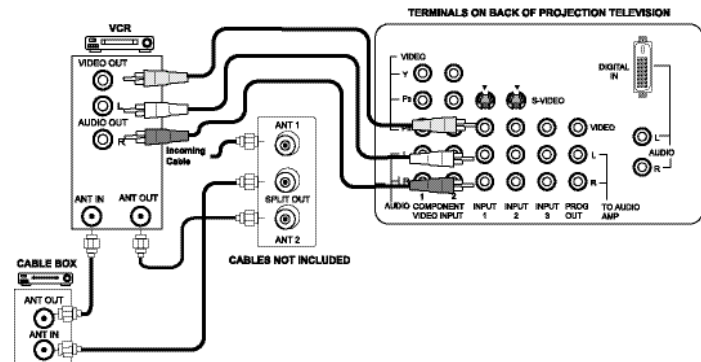 TERMINALS ON BACK OF PROJECTION TELEVISION
VCR
VIDEO OUT
L
AUDIO OUT
R
ANT IN
ANT OUT
Incoming
Cable
ANT 1
SPLIT OUT
ANT 2
CABLES NOT INCLUDED
CABLE BOX
ANT OUT
ANT IN
VIDEO
Y
PB
S-VIDEO
VIDEO
L
R
AUDIO
COMPONENT
VIDEO INPUT
1
2
INPUT
1
INPUT
2
INPUT
3
PROG
OUT
TO AUDIO
AMP
DIGITAL
IN
L
AUDIO
R